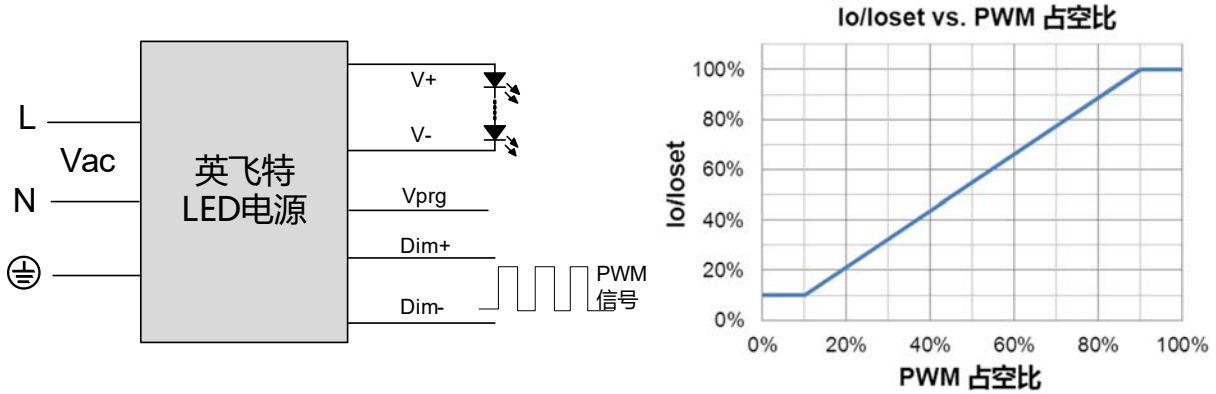 L
Vac
N
英飞特
LED电源
V+
V-
Vprg
Dim+
Dim-
PWM
信号
Io/Ioset vs. PWM 占空比
Io/Ioset
100%
80%
60%
40%
20%
0%
0% 20% 40% 60% 80% 100%
PWM 占空比